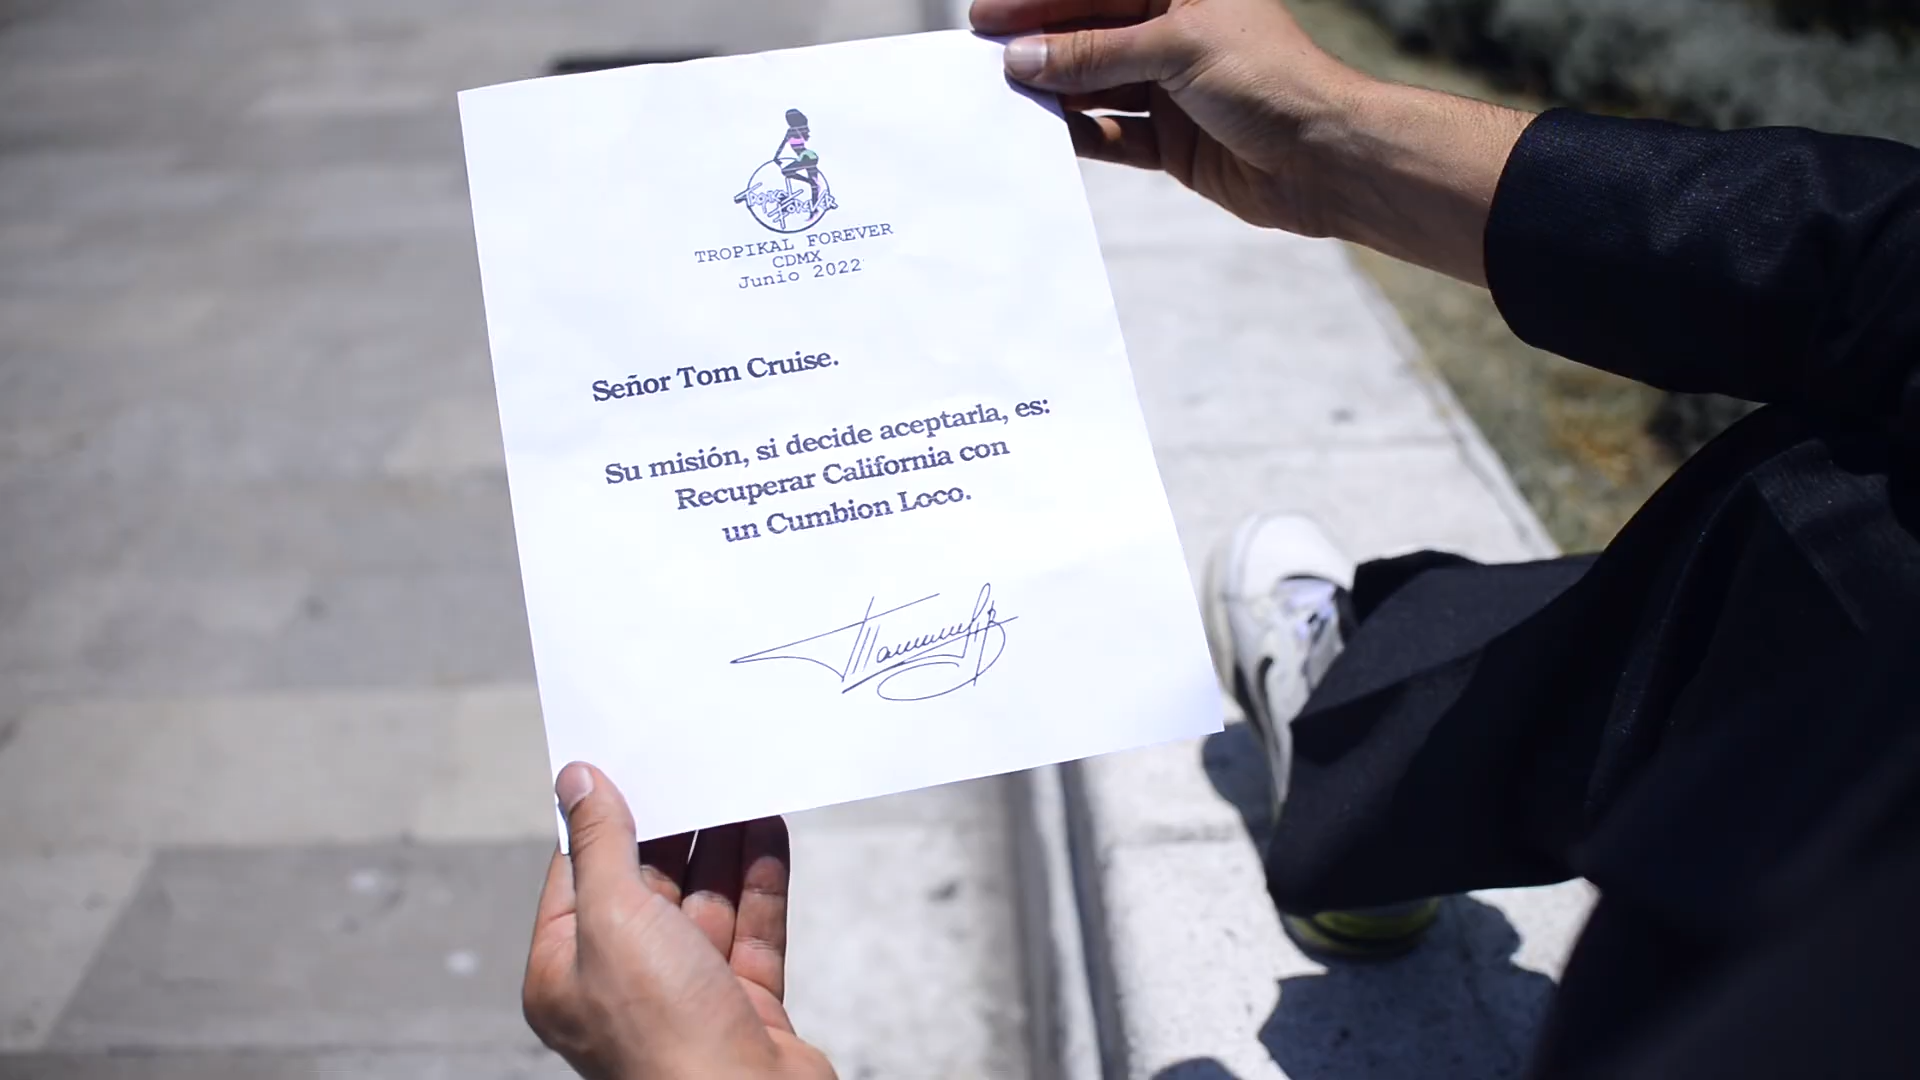 Tropikal
Forever
TROPIKAL FOREVER
CDMX
Junio 2022
Señor Tom Cruise.
Su misión, si decide aceptarla, es:
Recuperar California con
un Cumbion Loco.